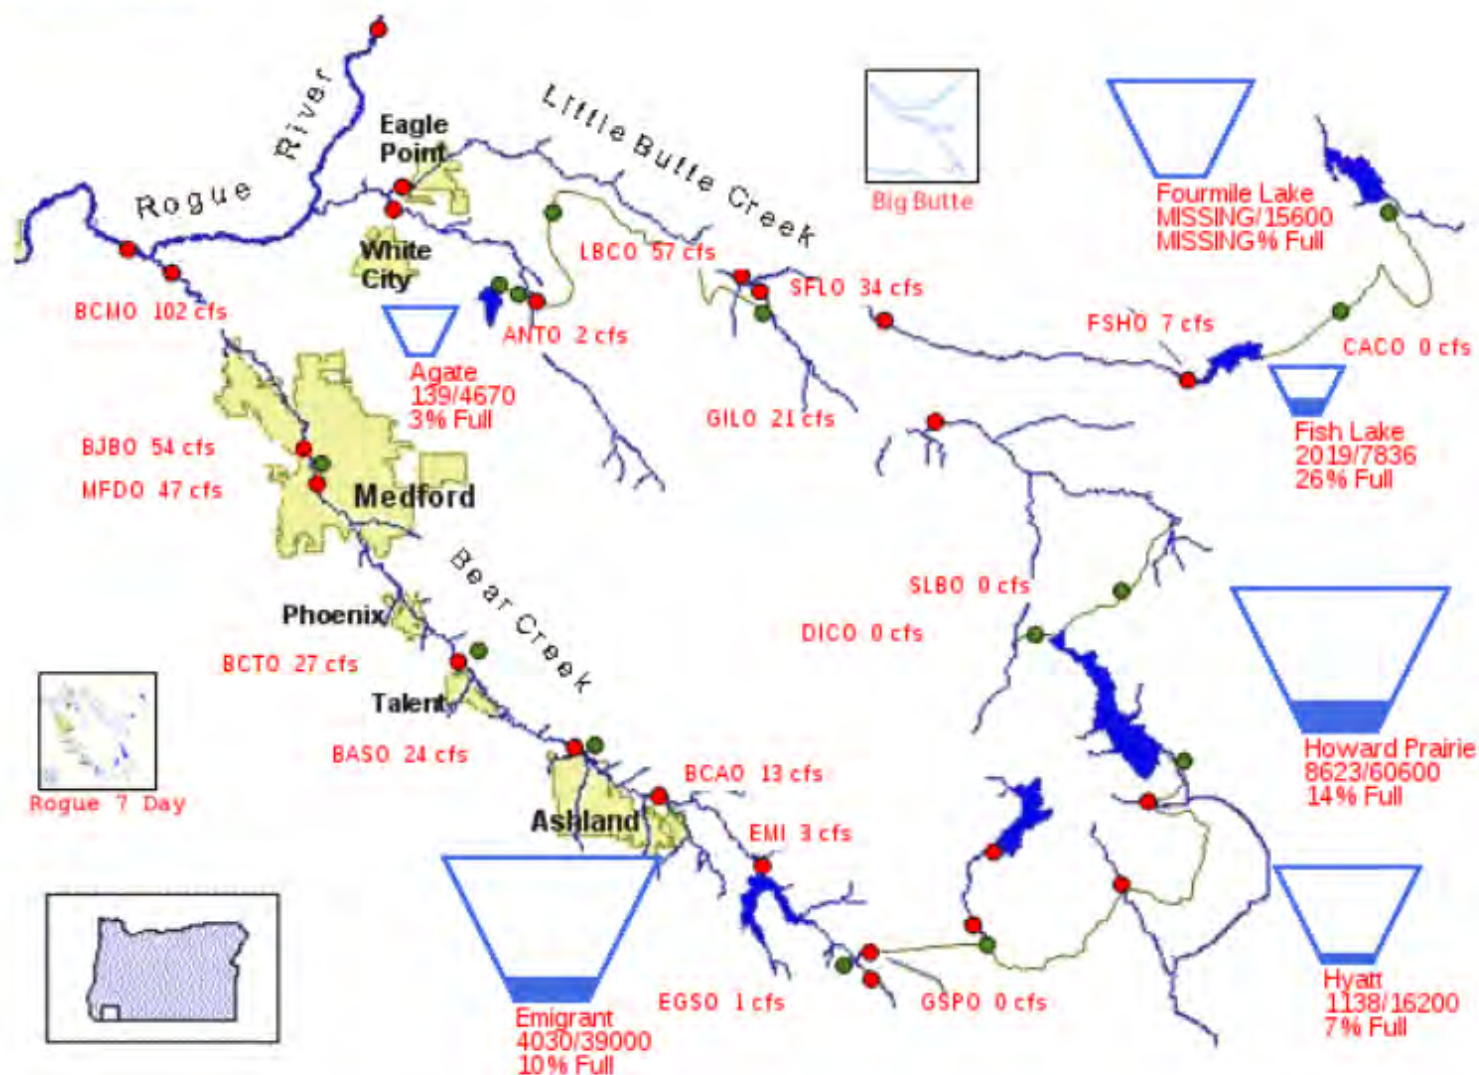 Rogue River
Eagle
Point
Little Butte Creek
Big Butte
Fourmile Lake
MISSING/15600
MISSING% Full
White
City
LBCO 57 cfs
SFLO 34 cfs
BCMO 102 cfs
ANTO 2 cfs
FSHO 7 cfs
CACO 0 cfs
Agate
139/4670
3% Full
GILO 21 cfs
Fish Lake
2019/7836
26% Full
BJBO 54 cfs
MFDO 47 cfs
Medford
Bear Creek
SLBO 0 cfs
Phoenix
DICO 0 cfs
BCTO 27 cfs
Talent
Howard Prairie
8623/60600
14% Full
BASO 24 cfs
BCAO 13 cfs
Rogue 7 Day
Ashland
EMI 3 cfs
EGSO 1 cfs
GSPO 0 cfs
Hyatt
1138/16200
7% Full
Emigrant
4030/39000
10% Full